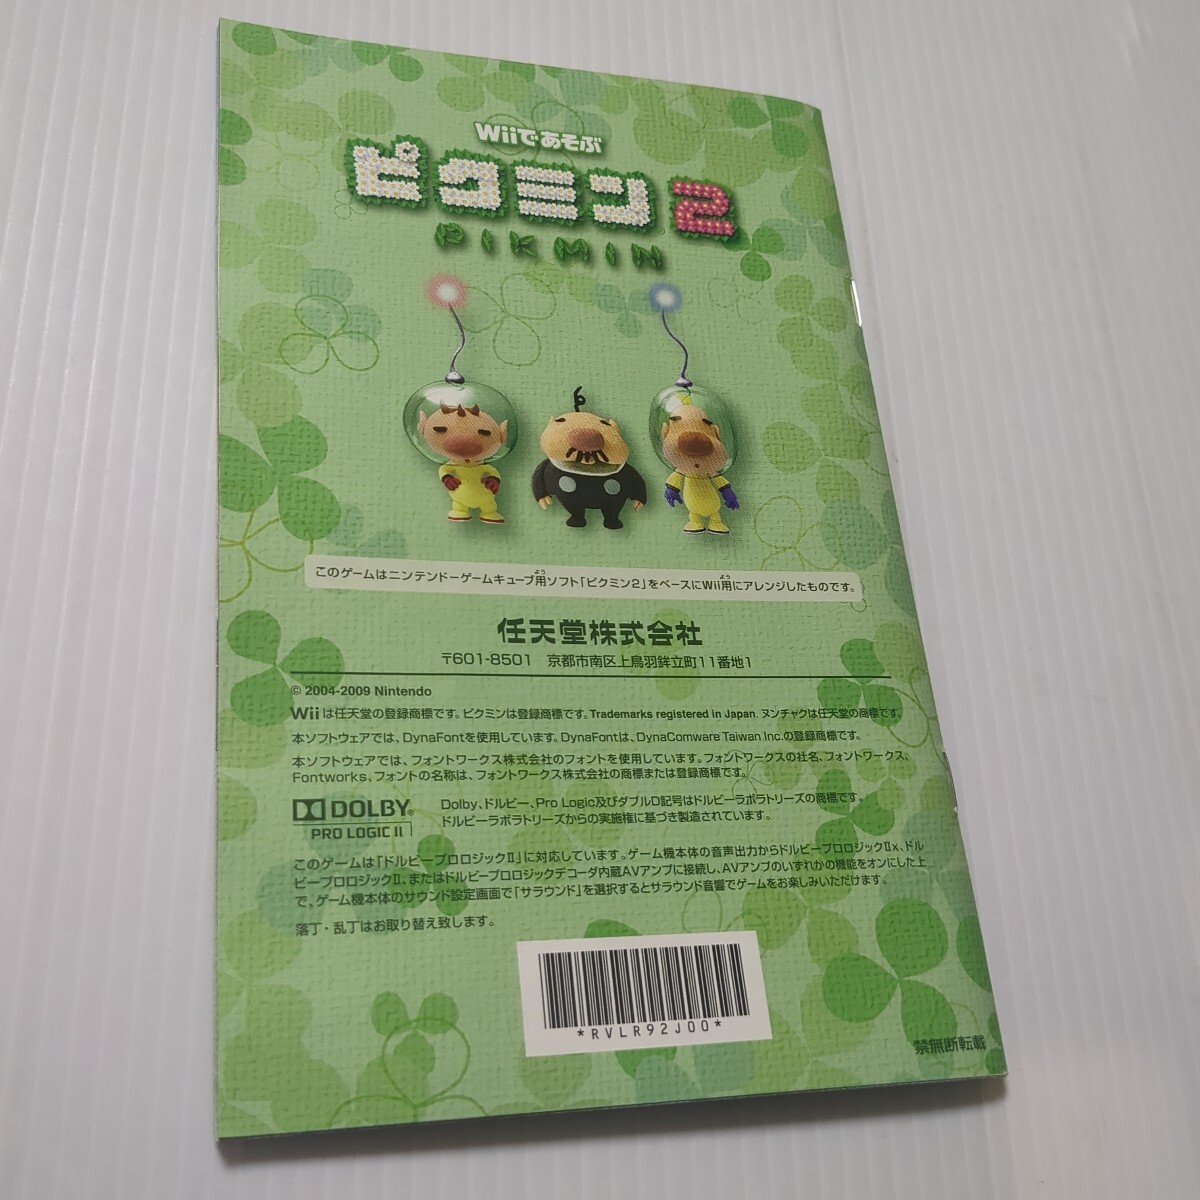 Wiiであそぶ
ピクミン2
PIKMIN
このゲームはニンテンドーゲームキューブ用ソフト「ピクミン2」をベースにWii用にアレンジしたものです。
任天堂株式会社
〒601-8501 京都市南区上鳥羽鉾立町11番地1
© 2004-2009 Nintendo
Wiiは任天堂の登録商標です。ピクミンは登録商標です。Trademarks registered in Japan. ヌンチャクは任天堂の商標です。
本ソフトウェアでは、DynaFontを使用しています。DynaFontは、DynaComware Taiwan Inc.の登録商標です。
本ソフトウェアでは、フォントワークス株式会社のフォントを使用しています。フォントワークスの社名、フォントワークス、
Fontworks、フォントの名称は、フォントワークス株式会社の商標または登録商標です。
DOLBY®
PRO LOGIC II
Dolby、ドルビー、Pro Logic及びダブルD記号はドルビーラボラトリーズの商標です。
ドルビーラボラトリーズからの実施権に基づき製造されています。
このゲームは「ドルビープロロジックⅡ」に対応しています。ゲーム機本体の音声出力からドルビープロロジックⅡx、ドル
ビープロロジックⅡ、またはドルビープロロジックデコーダ内蔵AVアンプに接続し、AVアンプのいずれかの機能をオンにした上
で、ゲーム機本体のサウンド設定画面で「サラウンド」を選択するとサラウンド音響でゲームをお楽しみいただけます。
落丁・乱丁はお取り替え致します。
*RVLR92J00*
禁無断転載